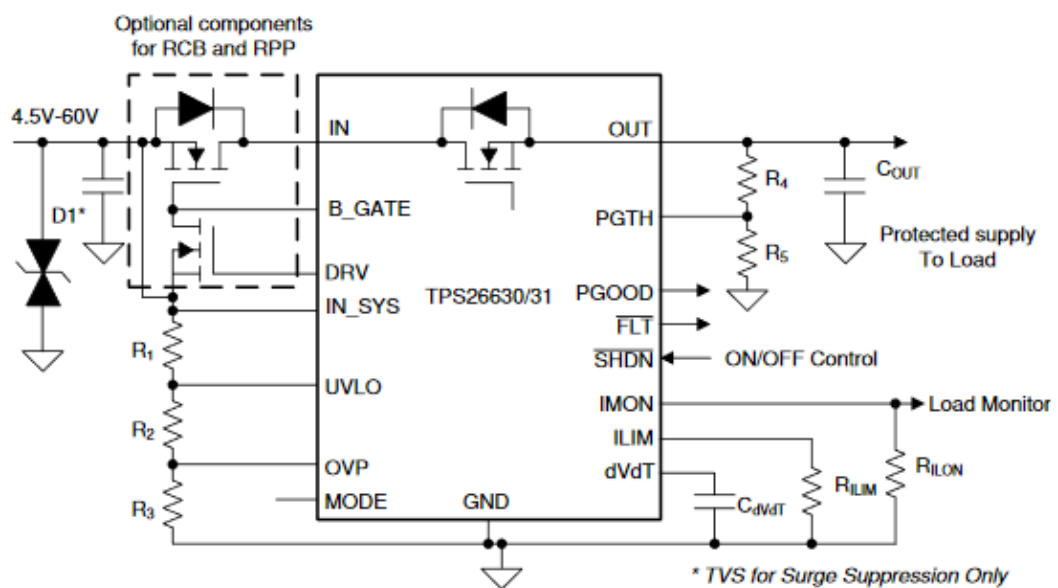 Optional components
for RCB and RPP
4.5V-60V
IN
OUT
D1*
B_GATE
DRV
IN_SYS
TPS26630/31
R1
UVLO
R2
OVP
R3
MODE
GND
R4
COUT
PGTH
R5
Protected supply
To Load
PGOOD
FLT
SHDN
ON/OFF Control
IMON
Load Monitor
ILIM
dVdT
CdVdT
RILIM
RILON
* TVS for Surge Suppression Only